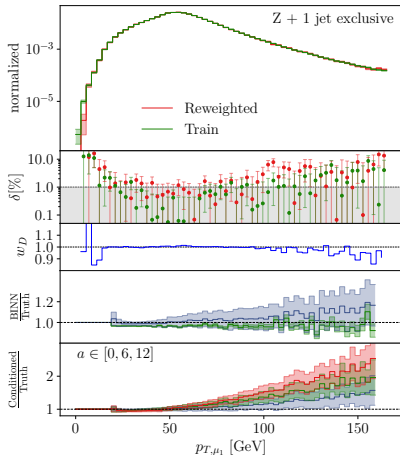 Z + 1 jet exclusive
normalized
10⁻³
10⁻⁵
Reweighted
Train
δ[%]
10.0
1.0
0.1
w_D
1.1
1.0
0.9
BINN
Truth
1.2
1.0
Conditioned
Truth
a ∈ [0, 6, 12]
2
1
0
50
100
150
p_{T,μ₁} [GeV]